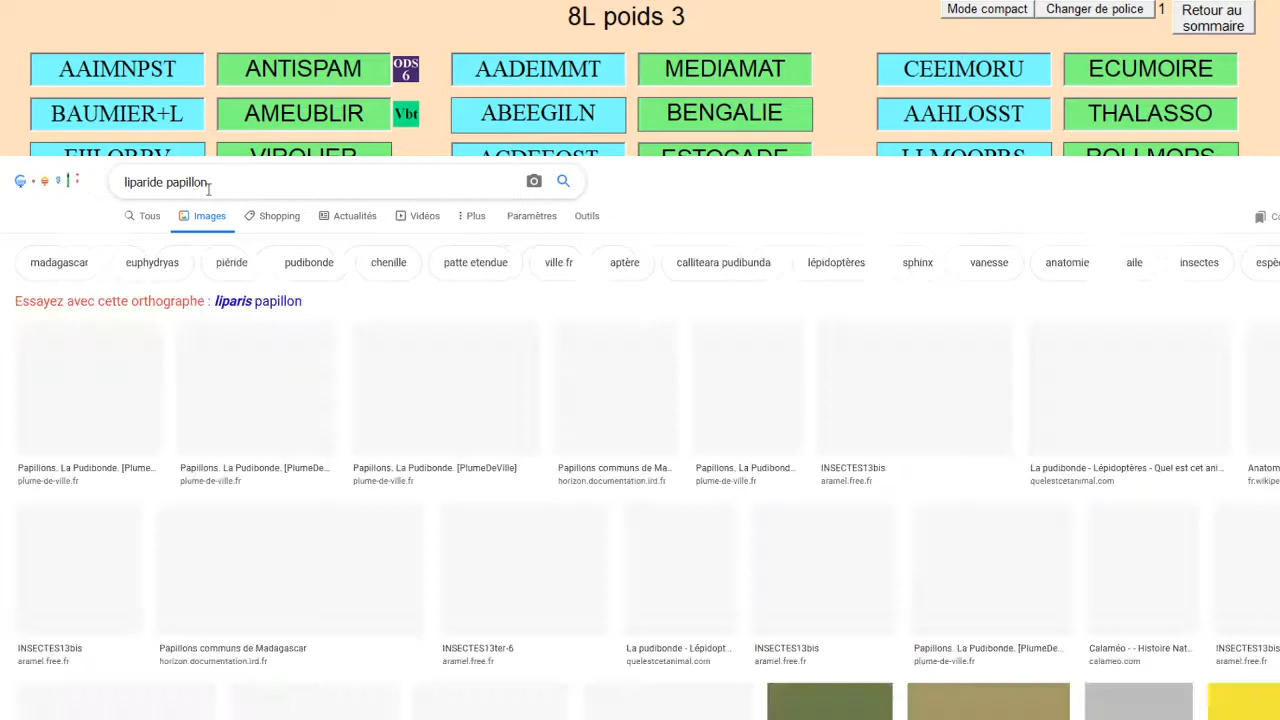 8L poids 3
Mode compact Changer de police 1 Retour au sommaire
AAIMNPST ANTISPAM ODS 6 AADEIMMT MEDIAMAT CEEIMORU ECUMOIRE
BAUMIER+L AMEUBLIR Vbt ABEEGILN BENGALIE AAHLOSST THALASSO
VIROLIER ESTOCADE ROLLMOPS
liparide papillon
Tous Images Shopping Actualités Vidéos Plus Paramètres Outils
madagascar euphydryas piéride pudibonde chenille patte etendue ville fr aptère calliteara pudibunda lépidoptères sphinx vanesse anatomie aile insectes
Essayez avec cette orthographe : liparis papillon
Papillons. La Pudibonde. [Plume... Papillons. La Pudibonde. [PlumeDe... Papillons. La Pudibonde. [PlumeDeVille] Papillons communs de Ma... Papillons. La Pudibond... INSECTES13bis La pudibonde - Lépidoptères - Quel est cet ani...
plume-de-ville.fr plume-de-ville.fr plume-de-ville.fr horizon.documentation.ird.fr plume-de-ville.fr aramel.free.fr quelestcetanimal.com
INSECTES13bis Papillons communs de Madagascar INSECTES13ter-6 La pudibonde - Lépidopt... INSECTES13bis Papillons. La Pudibonde. [PlumeDe... Calaméo - - Histoire Nat... INSECTES13bis
aramel.free.fr horizon.documentation.ird.fr aramel.free.fr quelestcetanimal.com aramel.free.fr plume-de-ville.fr calameo.com aramel.free.fr